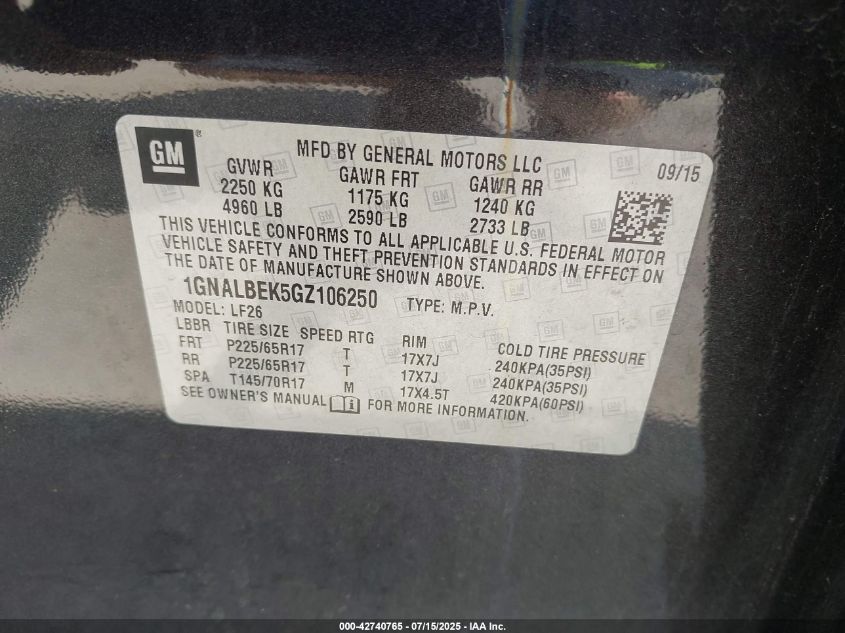 GM® MFD BY GENERAL MOTORS LLC 09/15
GVWR GAWR FRT GAWR RR
2250 KG 1175 KG 1240 KG
4960 LB 2590 LB 2733 LB
THIS VEHICLE CONFORMS TO ALL APPLICABLE U.S. FEDERAL MOTOR
VEHICLE SAFETY AND THEFT PREVENTION STANDARDS IN EFFECT ON
THE DATE OF MANUFACTURE SHOWN ABOVE.
1GNALBEK5GZ106250 TYPE: M.P.V.
MODEL: LF26
LBBR TIRE SIZE SPEED RTG RIM COLD TIRE PRESSURE
FRT P225/65R17 T 17X7J 240KPA(35PSI)
RR P225/65R17 T 17X7J 240KPA(35PSI)
SPA T145/70R17 M 17X4.5T 420KPA(60PSI)
SEE OWNER'S MANUAL i FOR MORE INFORMATION.
000-42740765 - 07/15/2025 - IAA Inc.